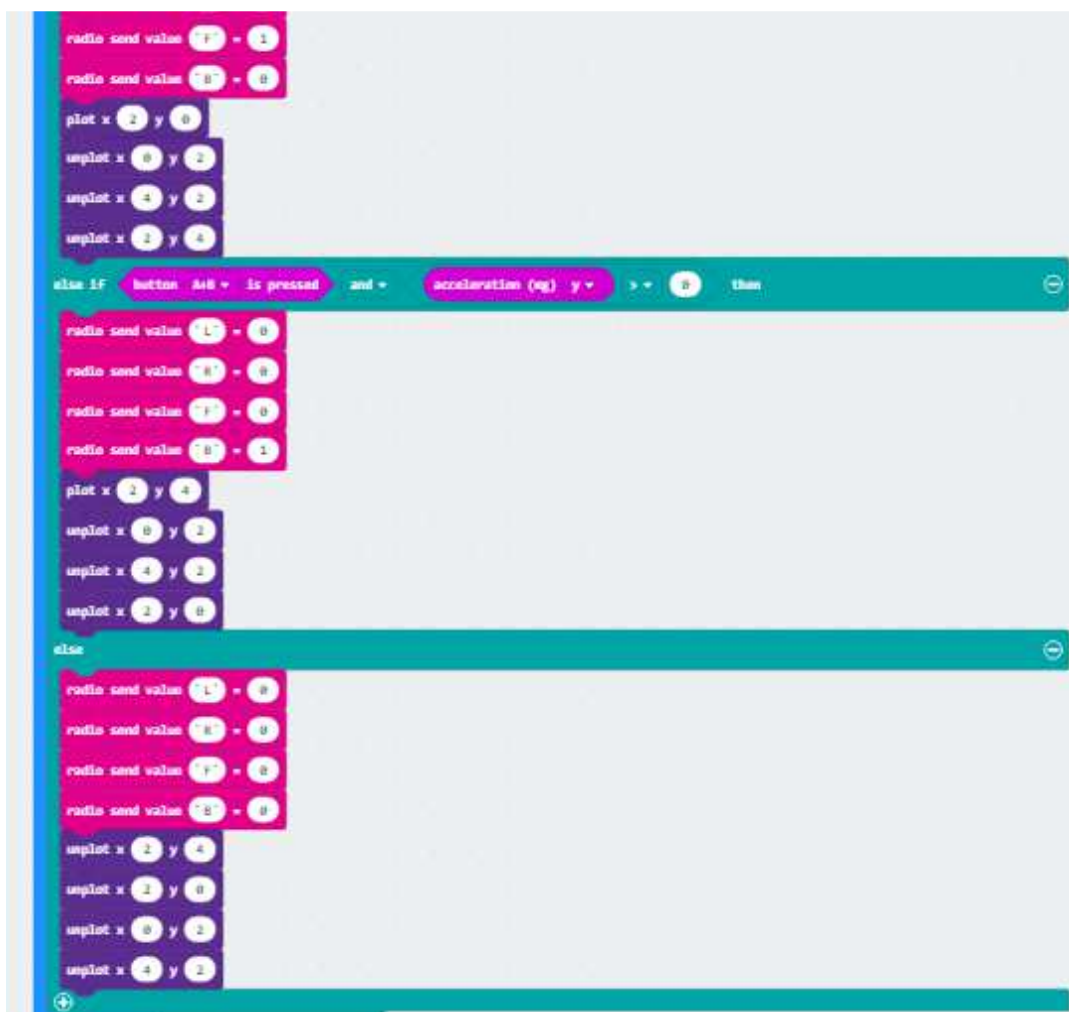 radio send value "F" = 1
radio send value "B" = 0
plot x 2 y 0
unplot x 0 y 2
unplot x 4 y 2
unplot x 2 y 4
else if button A+B is pressed and acceleration (mg) y > 0 then
radio send value "L" = 0
radio send value "R" = 0
radio send value "F" = 0
radio send value "B" = 1
plot x 2 y 4
unplot x 0 y 2
unplot x 4 y 2
unplot x 2 y 0
else
radio send value "L" = 0
radio send value "R" = 0
radio send value "F" = 0
radio send value "B" = 0
unplot x 2 y 4
unplot x 2 y 0
unplot x 0 y 2
unplot x 4 y 2